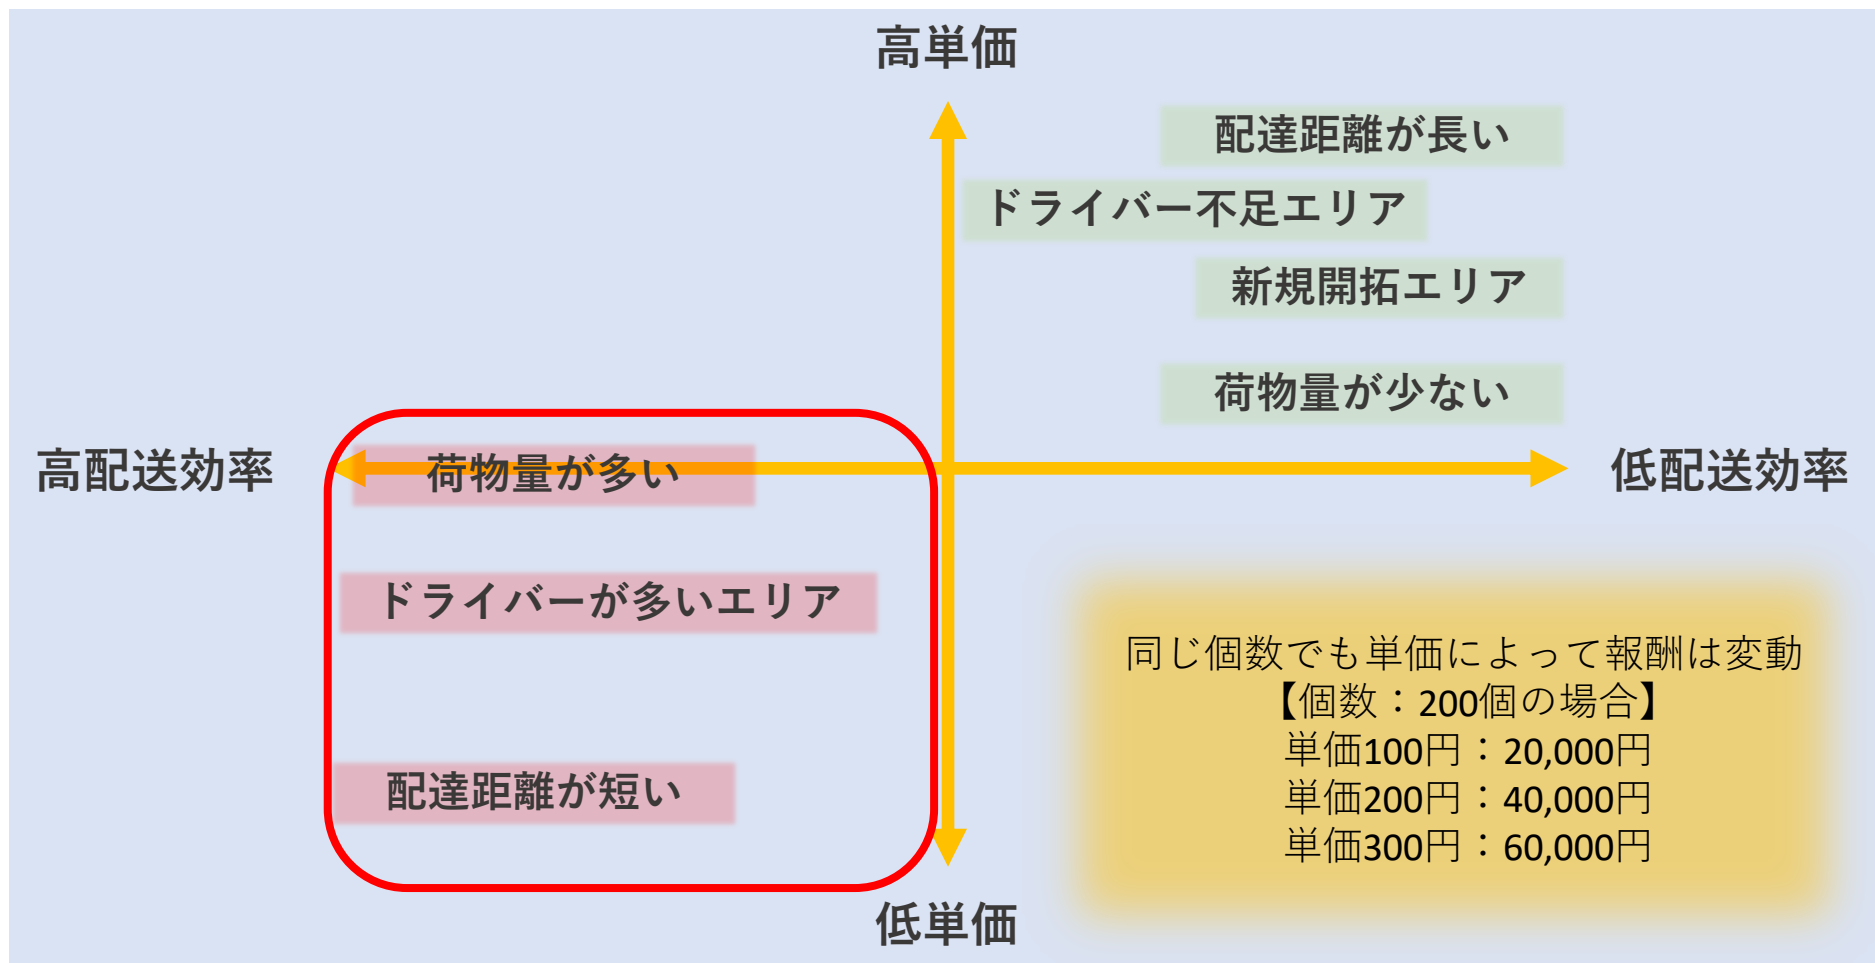 高単価
配達距離が長い
ドライバー不足エリア
新規開拓エリア
荷物量が少ない
高配送効率
荷物量が多い
低配送効率
ドライバーが多いエリア
配達距離が短い
同じ個数でも単価によって報酬は変動
【個数：200個の場合】
単価100円：20,000円
単価200円：40,000円
単価300円：60,000円
低単価